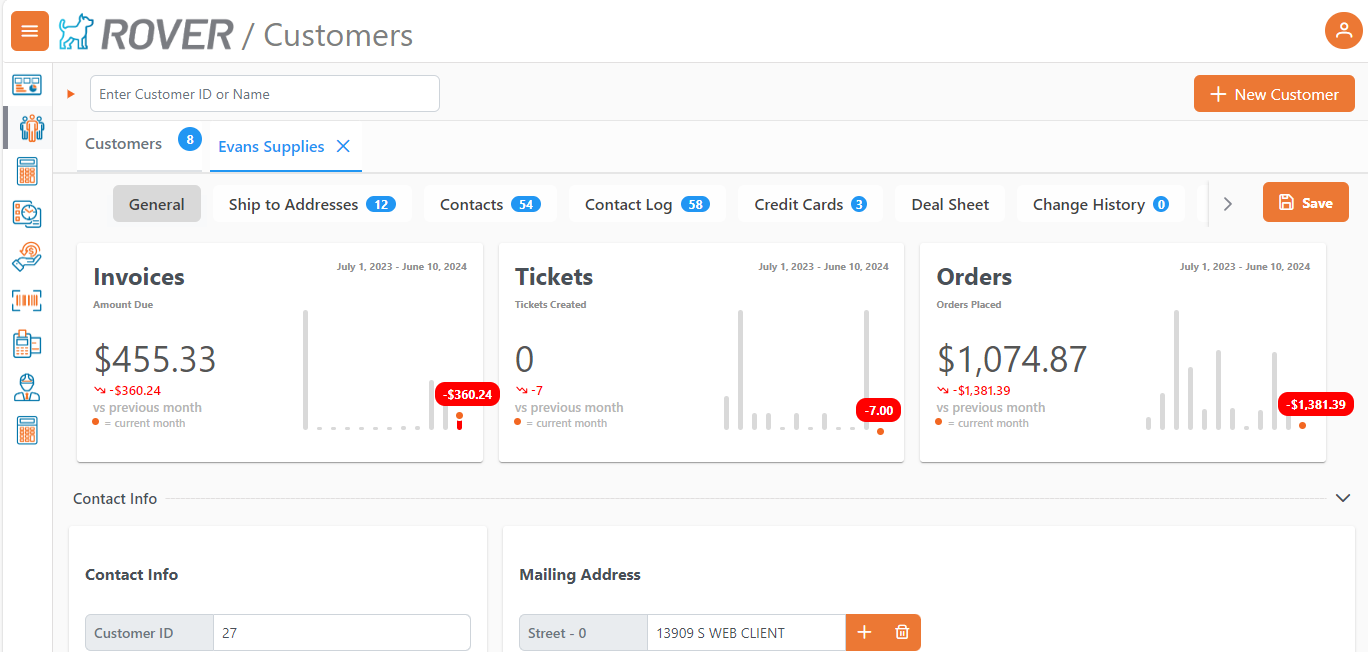 ROVER / Customers
Enter Customer ID or Name
New Customer
Customers 8
Evans Supplies
General
Ship to Addresses 12
Contacts 54
Contact Log 58
Credit Cards 3
Deal Sheet
Change History 0
Save
Invoices
July 1, 2023 - June 10, 2024
Amount Due
$455.33
-$360.24
vs previous month
= current month
-$360.24
Tickets
July 1, 2023 - June 10, 2024
Tickets Created
0
-7
vs previous month
= current month
-7.00
Orders
July 1, 2023 - June 10, 2024
Orders Placed
$1,074.87
-$1,381.39
vs previous month
= current month
-$1,381.39
Contact Info
Contact Info
Customer ID 27
Mailing Address
Street - 0 13909 S WEB CLIENT